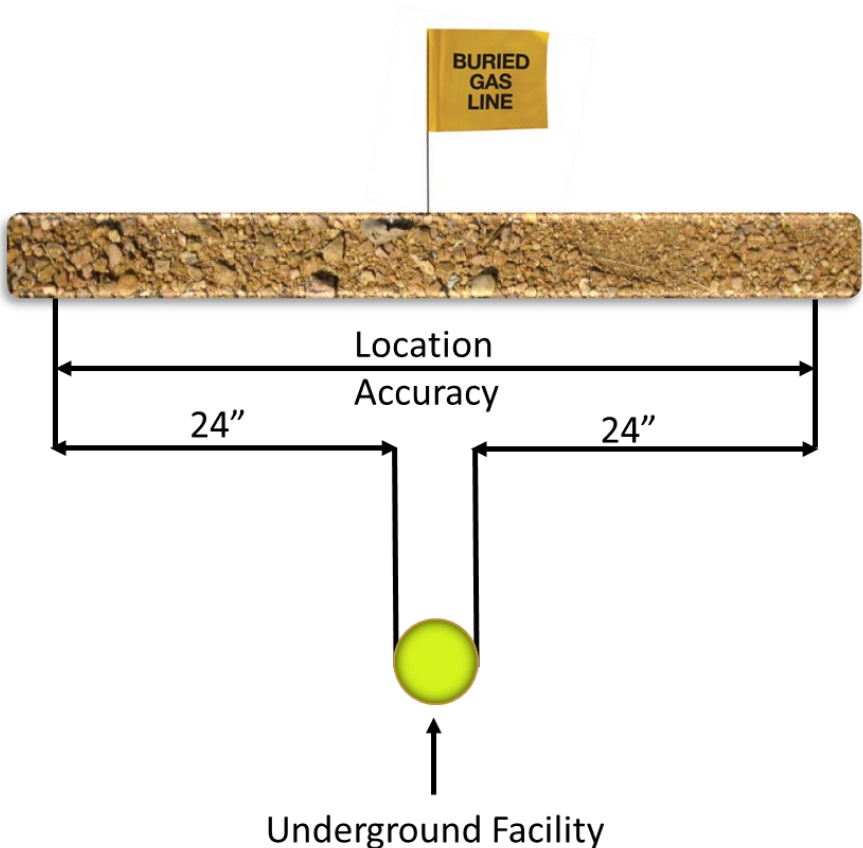 BURIED
GAS
LINE
Location
Accuracy
24”
24”
Underground Facility